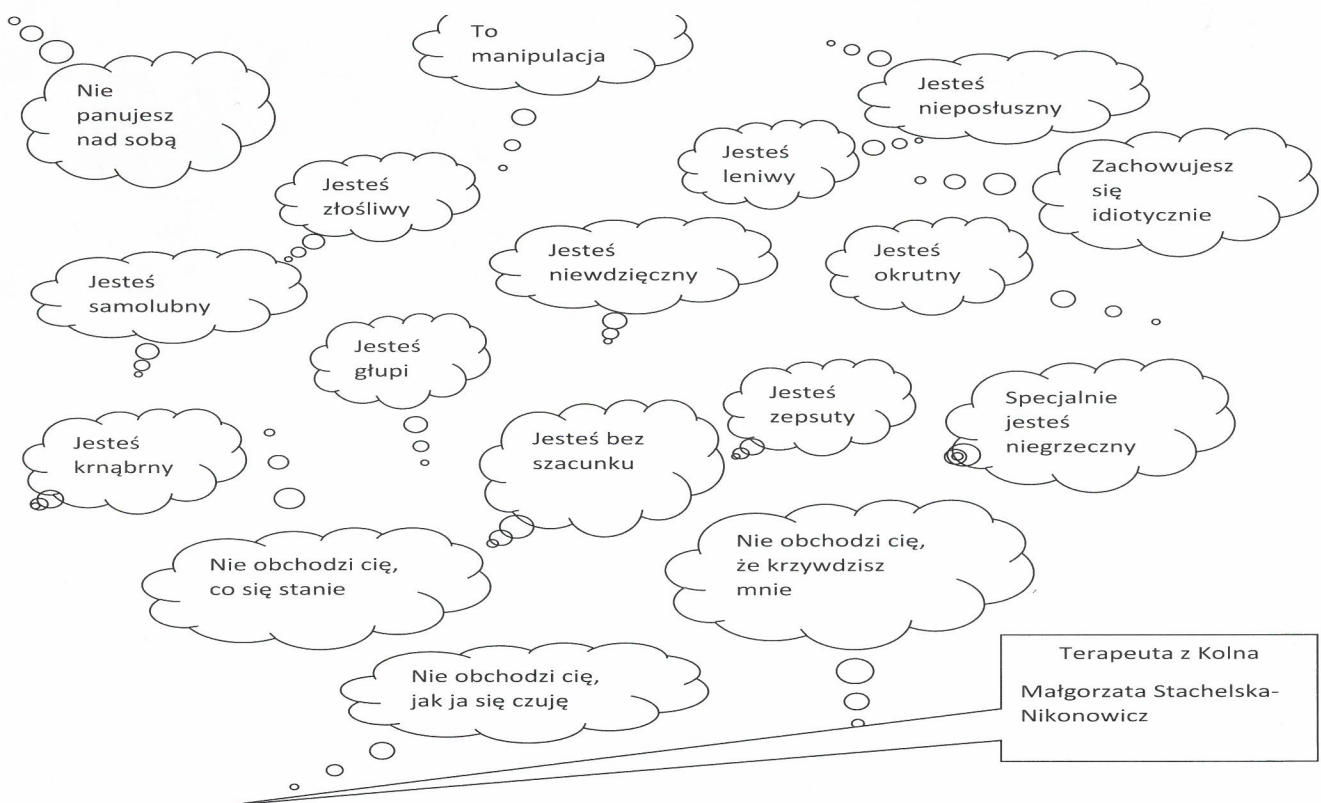 To
manipulacja
Nie
panujesz
nad sobą
Jesteś
nieposłuszny
Jesteś
leniwy
Zachowujesz
się
idiotycznie
Jesteś
złośliwy
Jesteś
niewdzięczny
Jesteś
okrutny
Jesteś
samolubny
Jesteś
głupi
Jesteś
zepsuty
Specjalnie
jesteś
niegrzeczny
Jesteś
krnąbrny
Jesteś bez
szacunku
Nie obchodzi cię,
co się stanie
Nie obchodzi cię,
że krzywdzisz
mnie
Nie obchodzi cię,
jak ja się czuję
Terapeuta z Kolna
Małgorzata Stachelska-
Nikonowicz